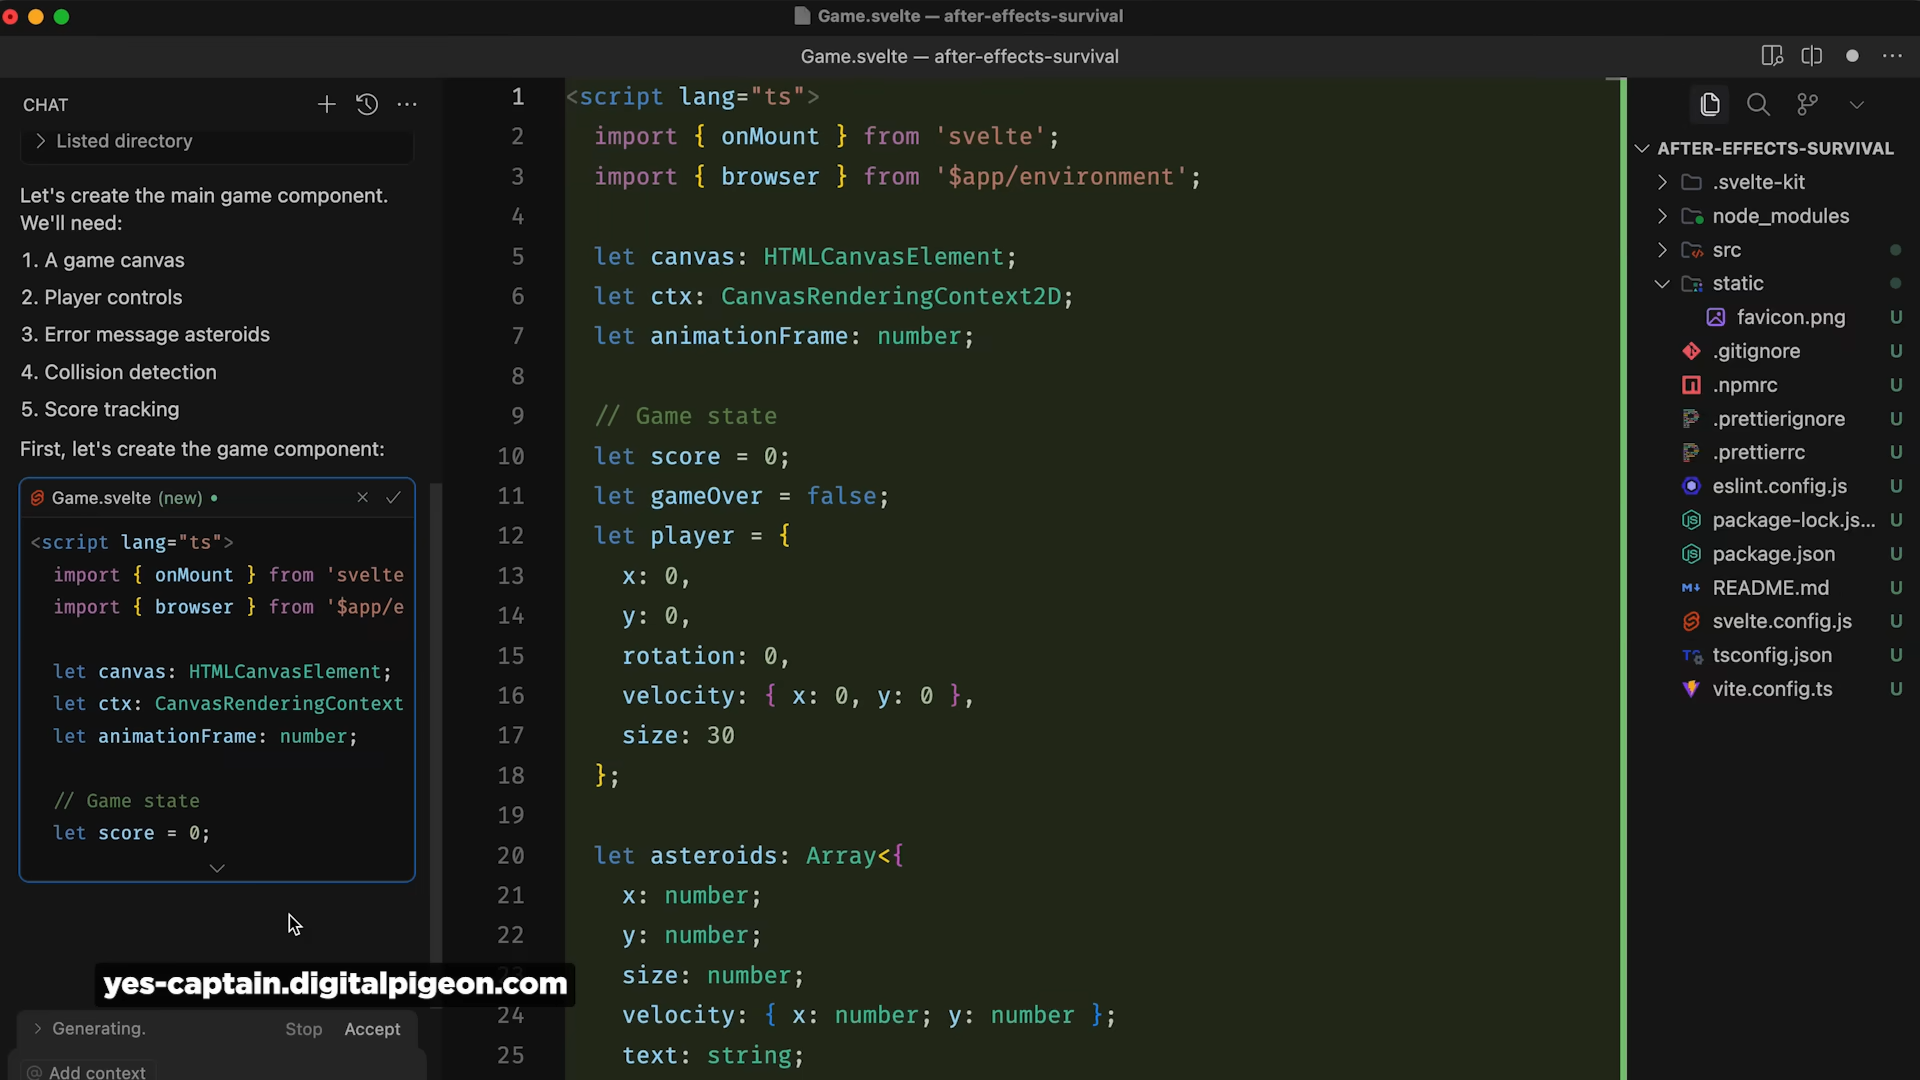 Game.svelte — after-effects-survival
Game.svelte — after-effects-survival
CHAT
Listed directory
Let's create the main game component.
We'll need:
1. A game canvas
2. Player controls
3. Error message asteroids
4. Collision detection
5. Score tracking
First, let's create the game component:
Game.svelte (new)
<script lang="ts">
import { onMount } from 'svelte
import { browser } from '$app/e
let canvas: HTMLCanvasElement;
let ctx: CanvasRenderingContext
let animationFrame: number;
// Game state
let score = 0;
yes-captain.digitalpigeon.com
Generating.
Stop
Accept
@ Add context
1 <script lang="ts">
2 import { onMount } from 'svelte';
3 import { browser } from '$app/environment';
4
5 let canvas: HTMLCanvasElement;
6 let ctx: CanvasRenderingContext2D;
7 let animationFrame: number;
8
9 // Game state
10 let score = 0;
11 let gameOver = false;
12 let player = {
13 x: 0,
14 y: 0,
15 rotation: 0,
16 velocity: { x: 0, y: 0 },
17 size: 30
18 };
19
20 let asteroids: Array<{
21 x: number;
22 y: number;
23 size: number;
24 velocity: { x: number; y: number };
25 text: string;
AFTER-EFFECTS-SURVIVAL
.svelte-kit
node_modules
src
static
favicon.png U
.gitignore U
.npmrc U
.prettierignore U
.prettierrc U
eslint.config.js U
package-lock.js... U
package.json U
README.md U
svelte.config.js U
tsconfig.json U
vite.config.ts U